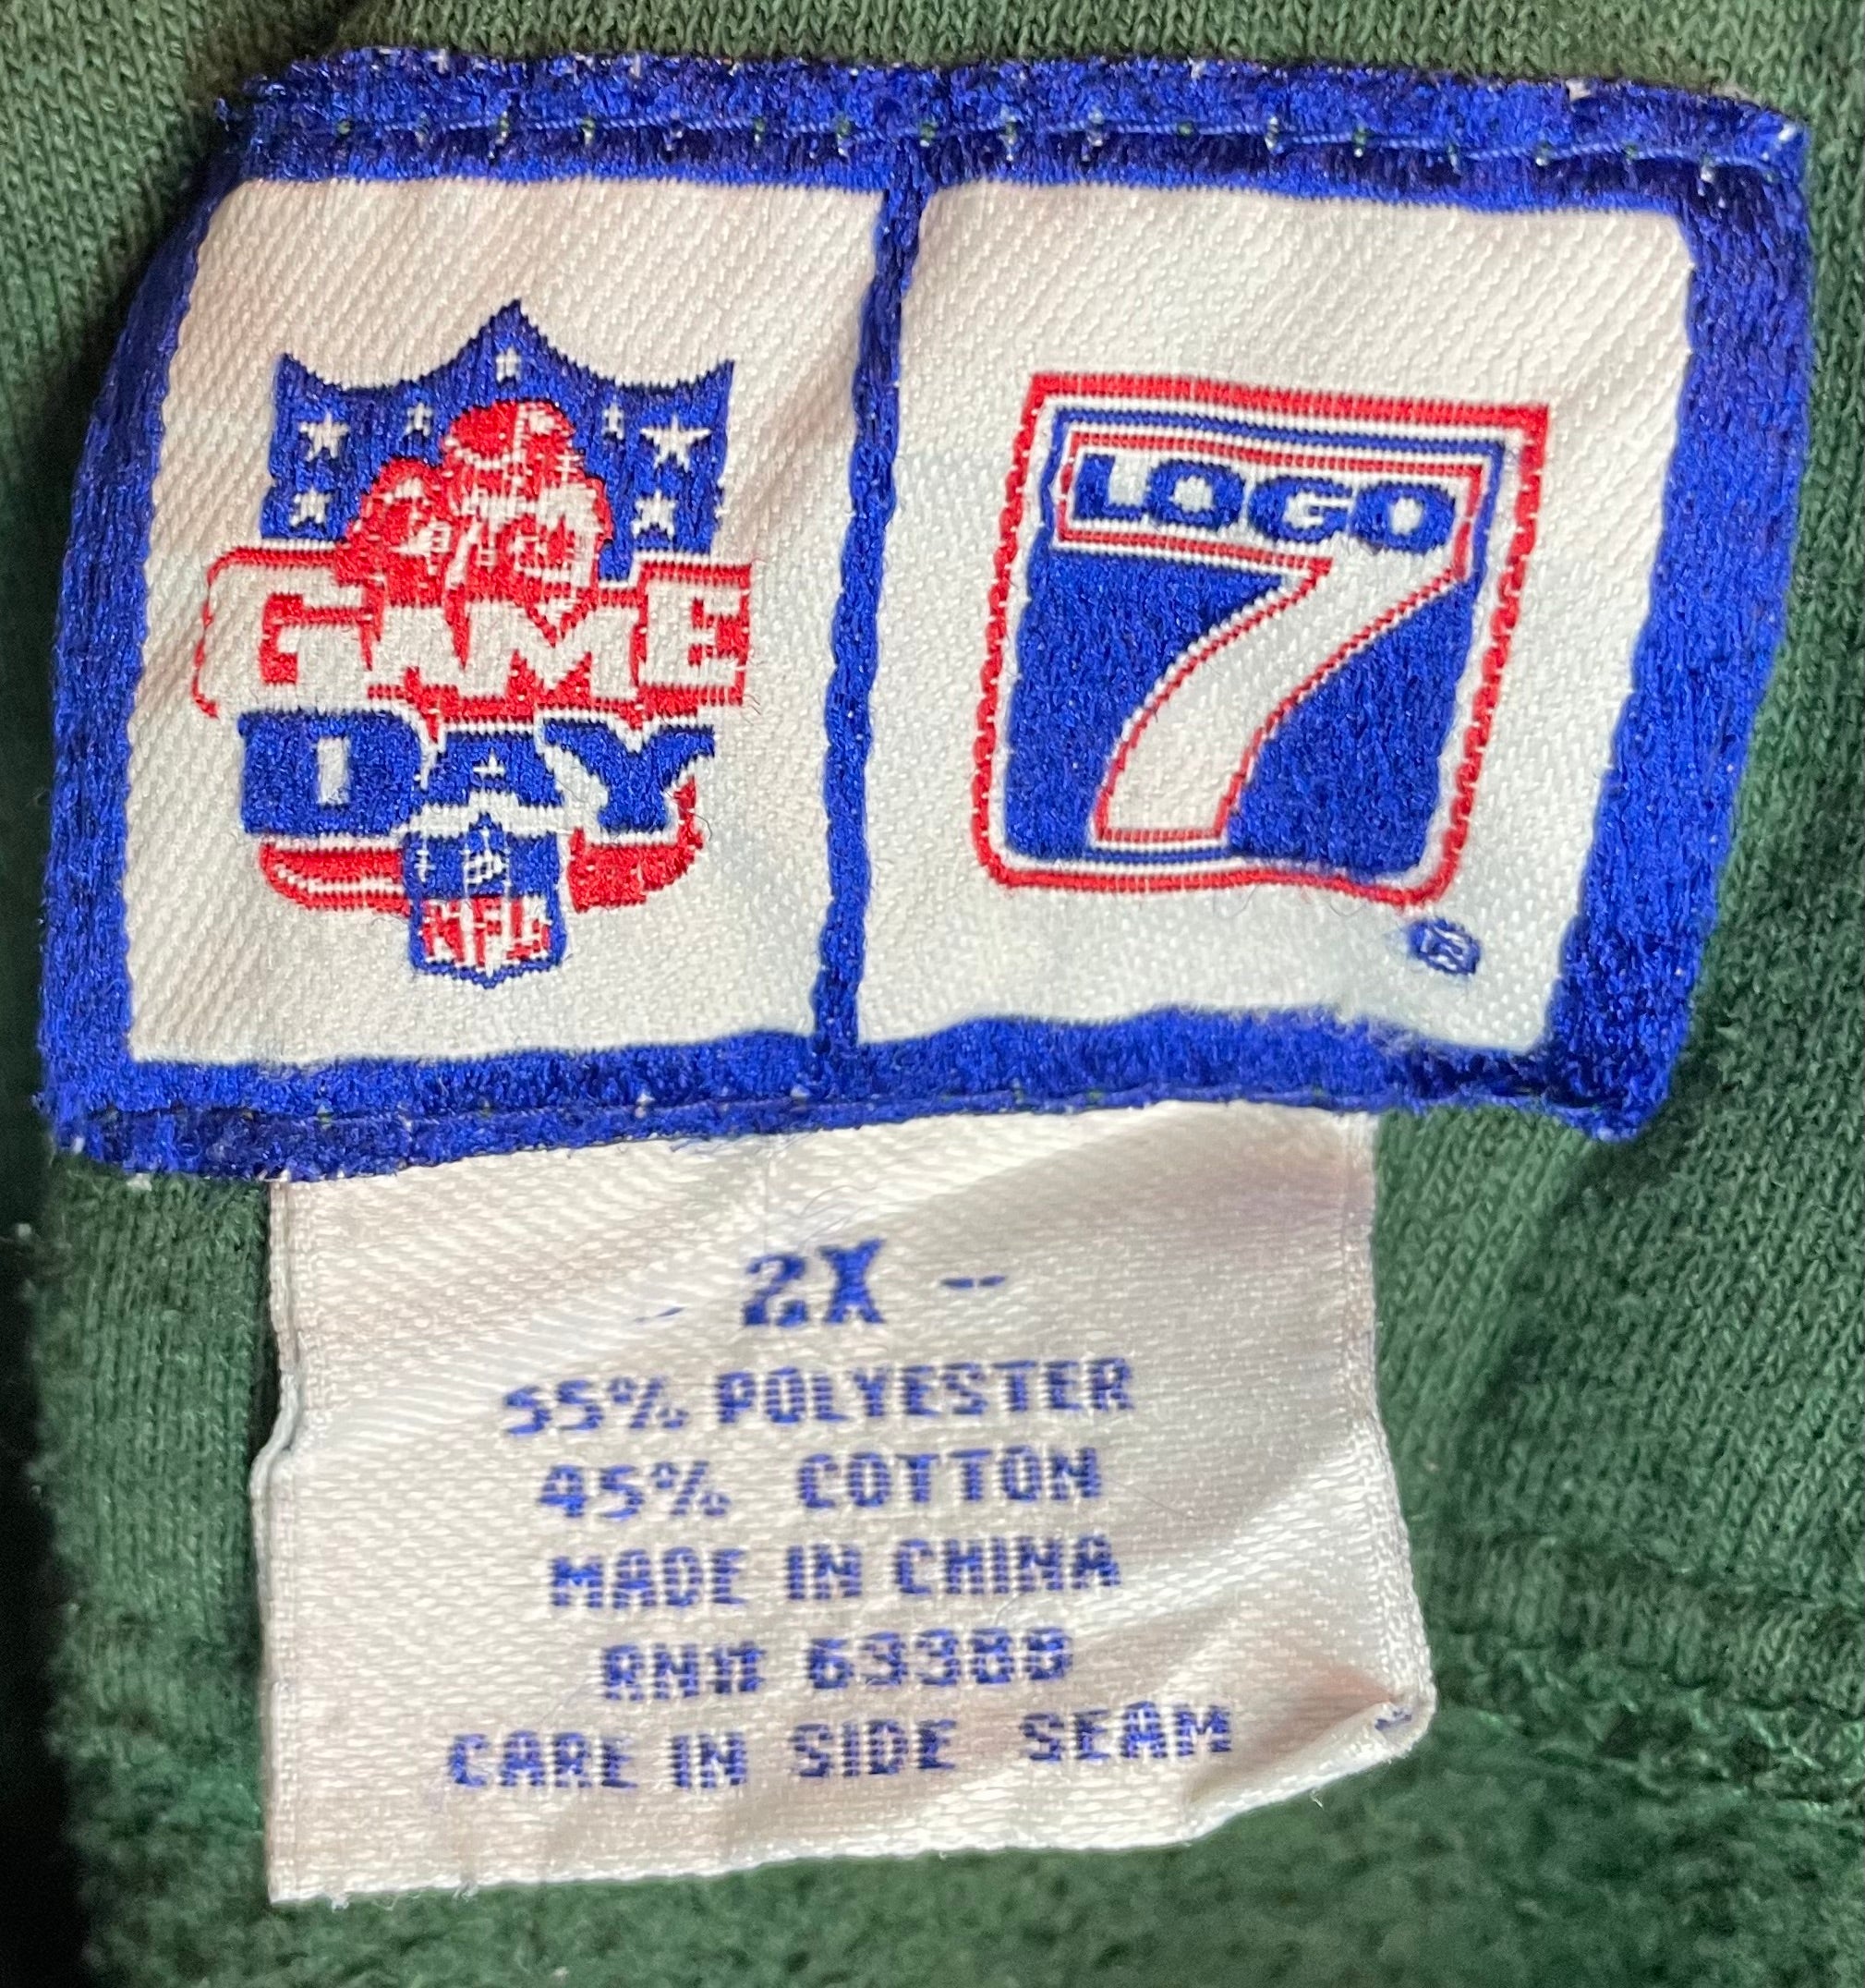 GAME
DAY
NFL
LOGO
7
®
- 2X --
55% POLYESTER
45% COTTON
MADE IN CHINA
RN# 63388
CARE IN SIDE SEAM